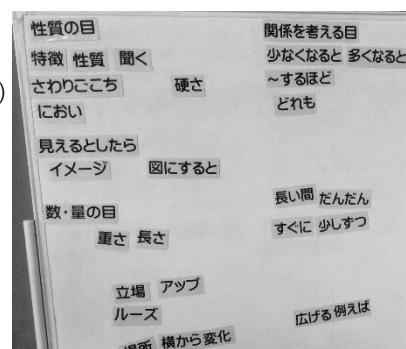 性質の目
特徴 性質 聞く
さわりごこち 硬さ
におい
見えるとしたら
イメージ 図にすると
数・量の目
重さ 長さ
立場 アップ
ルーズ
場所 横から変化
関係を考える目
少なくなると 多くなると
～するほど
どれも
長い間 だんだん
すぐに 少しずつ
広げる 例えば